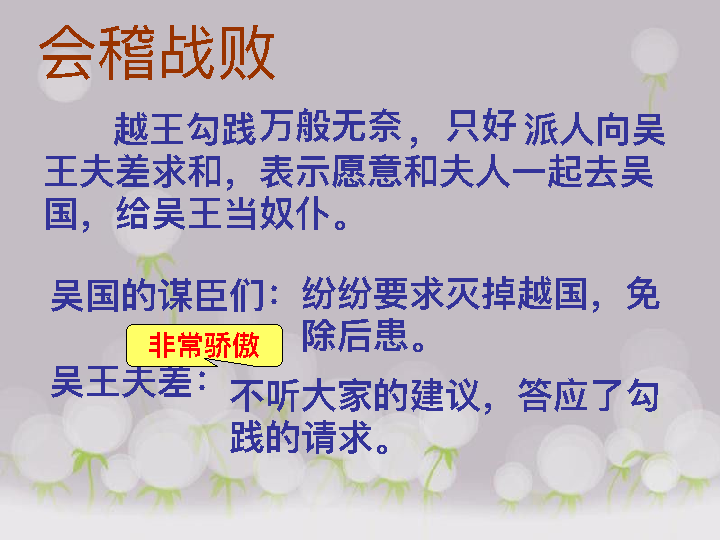 会稽战败
越王勾践万般无奈，只好派人向吴
王夫差求和，表示愿意和夫人一起去吴
国，给吴王当奴仆。
吴国的谋臣们：纷纷要求灭掉越国，免
除后患。
非常骄傲
吴王夫差：不听大家的建议，答应了勾
践的请求。